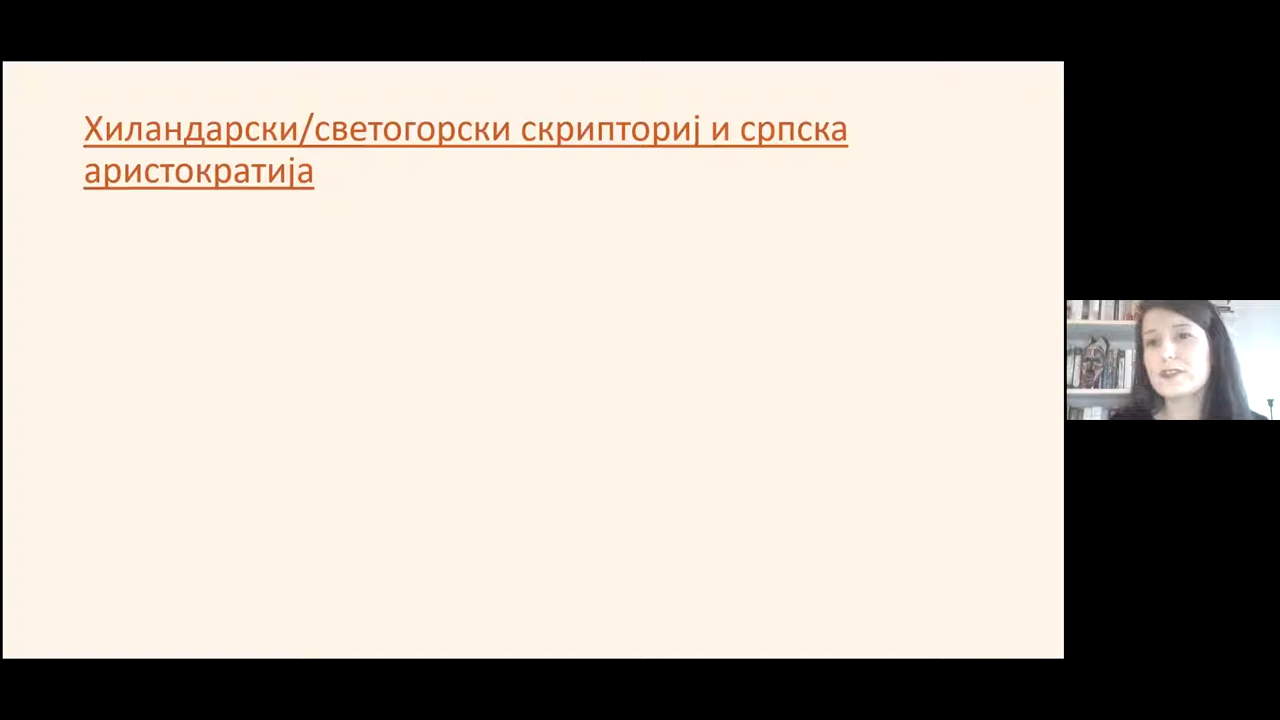 Хиландарски/светогорски скрипториј и српска
аристократија